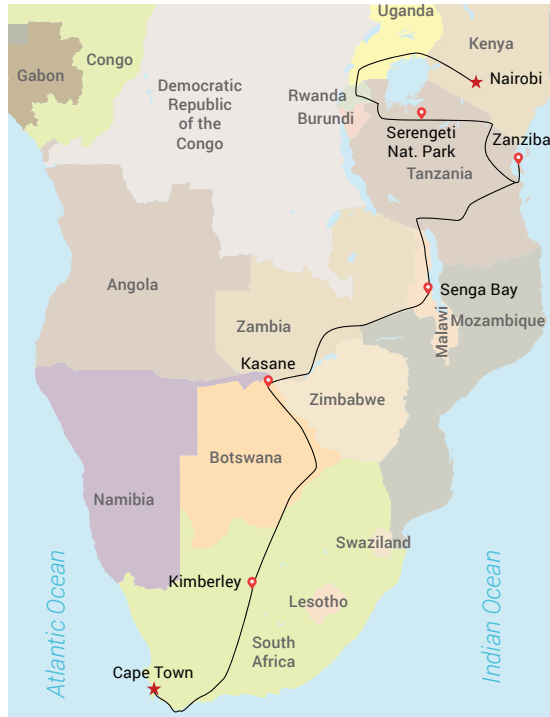 Uganda
Kenya
Congo
Gabon
Nairobi
Democratic
Republic
of the
Congo
Rwanda
Burundi
Serengeti
Nat. Park
Zanziba
Tanzania
Angola
Senga Bay
Zambia
Malawi
Mozambique
Kasane
Zimbabwe
Botswana
Namibia
Swaziland
Kimberley
Lesotho
Atlantic Ocean
Indian Ocean
South
Africa
Cape Town